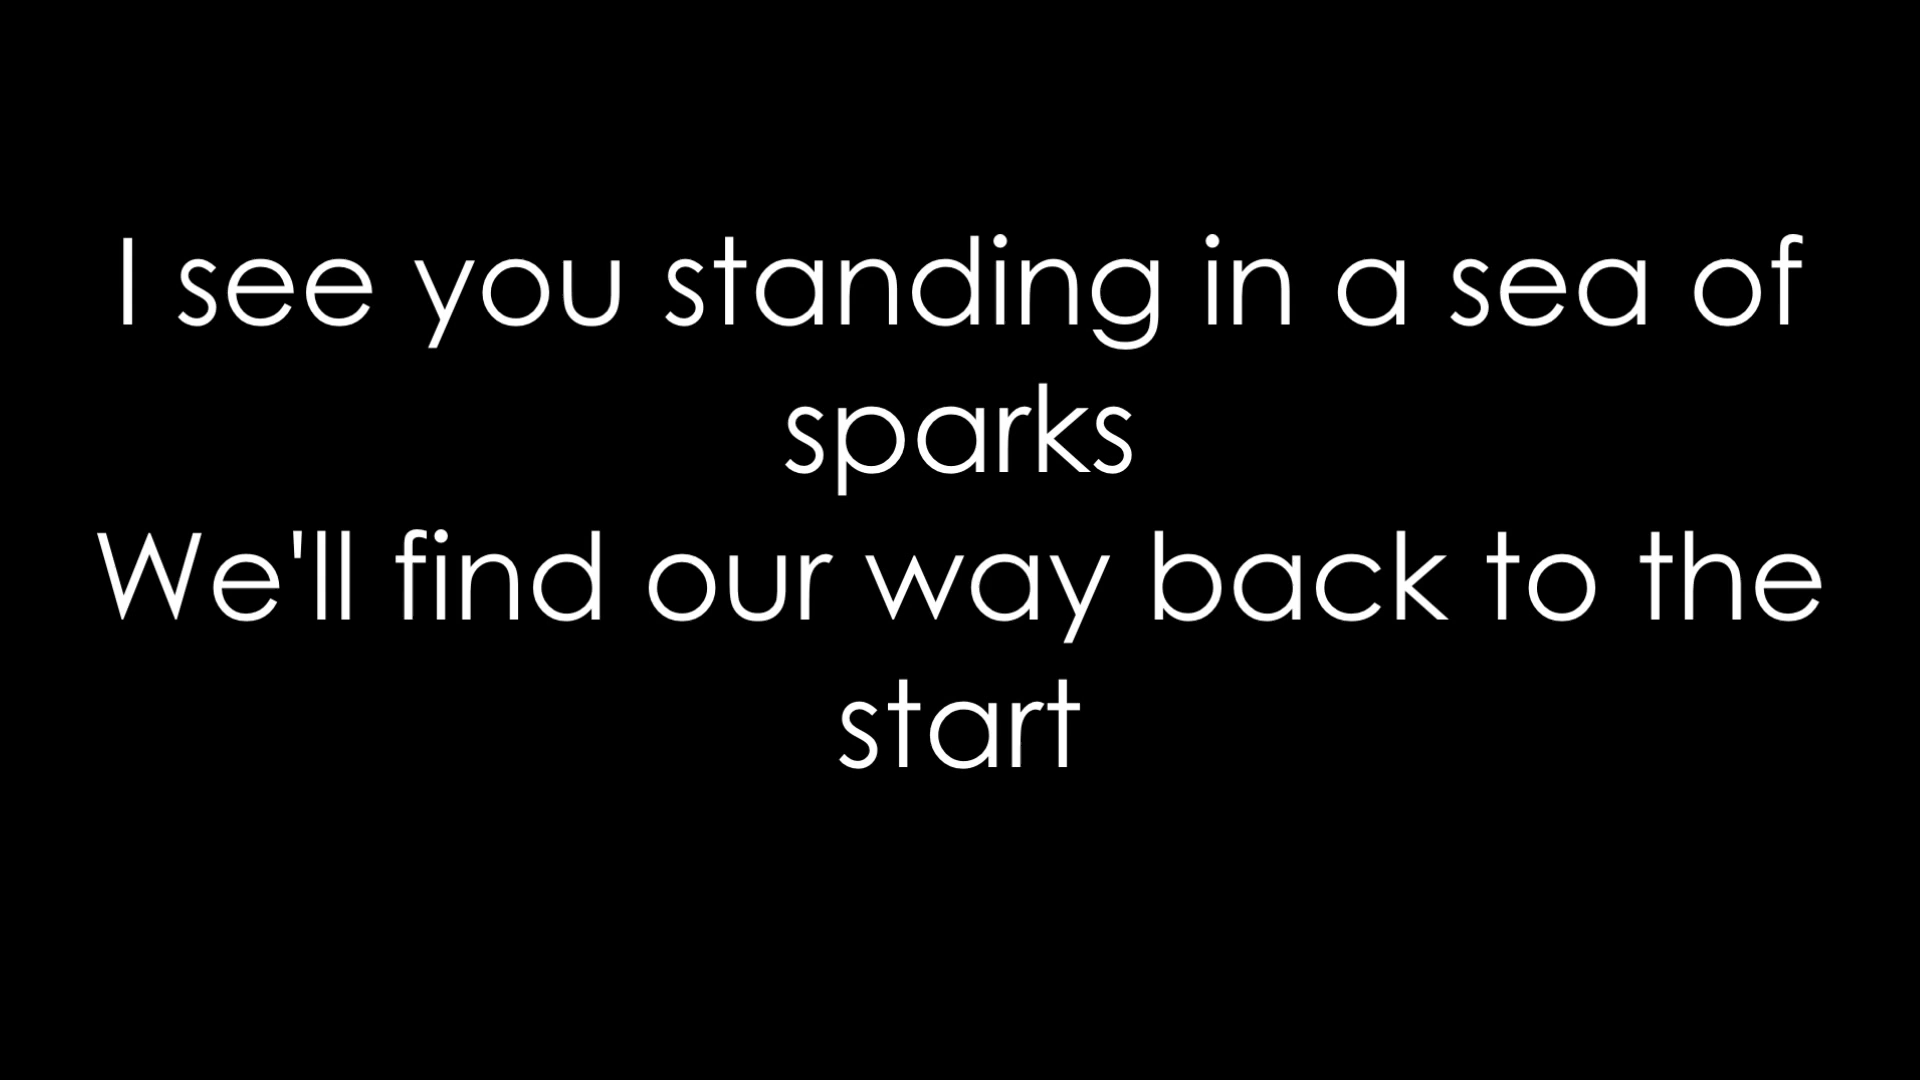 I see you standing in a sea of
sparks
We'll find our way back to the
start